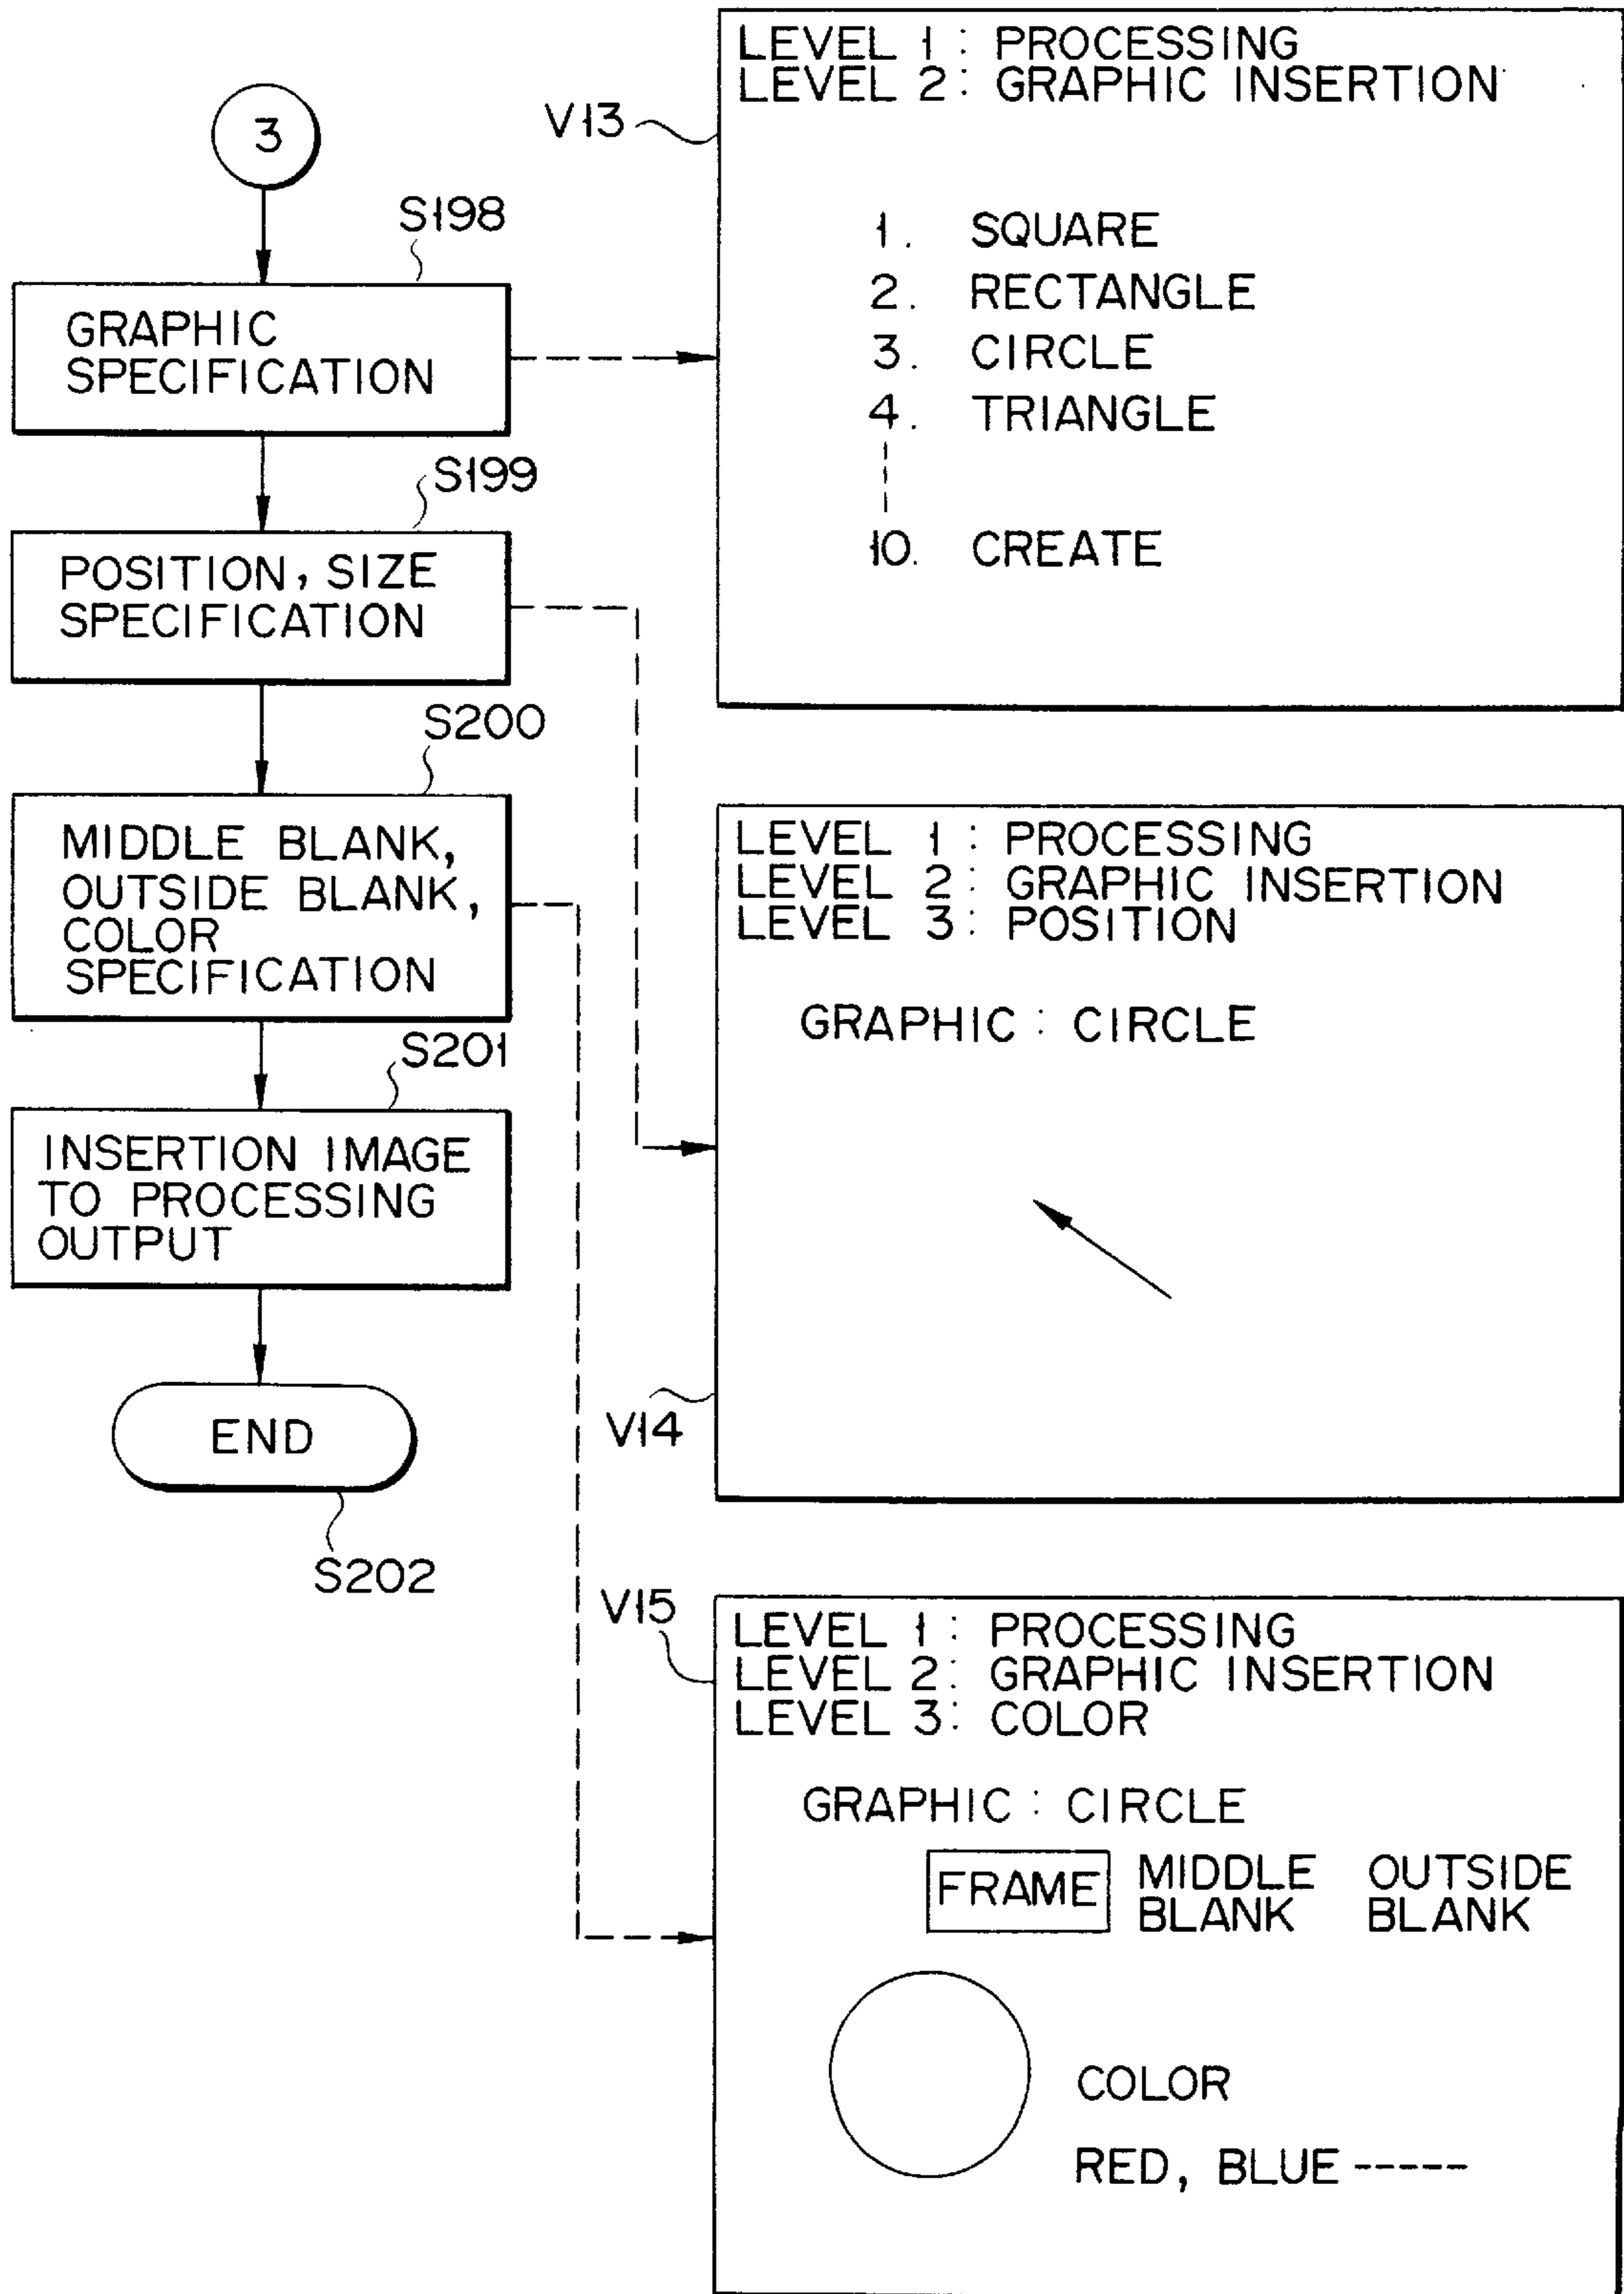 3
S198
GRAPHIC
SPECIFICATION
S199
POSITION, SIZE
SPECIFICATION
S200
MIDDLE BLANK,
OUTSIDE BLANK,
COLOR
SPECIFICATION
S201
INSERTION IMAGE
TO PROCESSING
OUTPUT
END
S202
V13
LEVEL 1 : PROCESSING
LEVEL 2 : GRAPHIC INSERTION
1. SQUARE
2. RECTANGLE
3. CIRCLE
4. TRIANGLE
10. CREATE
V14
LEVEL 1 : PROCESSING
LEVEL 2 : GRAPHIC INSERTION
LEVEL 3 : POSITION
GRAPHIC : CIRCLE
V15
LEVEL 1 : PROCESSING
LEVEL 2 : GRAPHIC INSERTION
LEVEL 3 : COLOR
GRAPHIC : CIRCLE
FRAME MIDDLE OUTSIDE
BLANK BLANK
COLOR
RED, BLUE -----